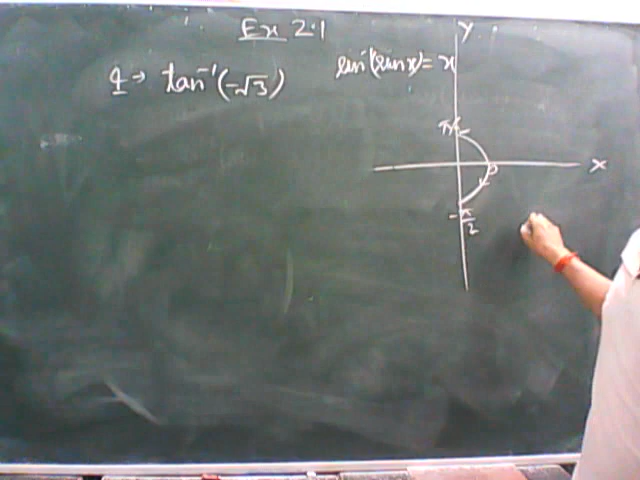 Ex 2.1
4 → tan⁻¹(-√3)
sin⁻¹(sin x) = x
Y
π/2
X
-π/2